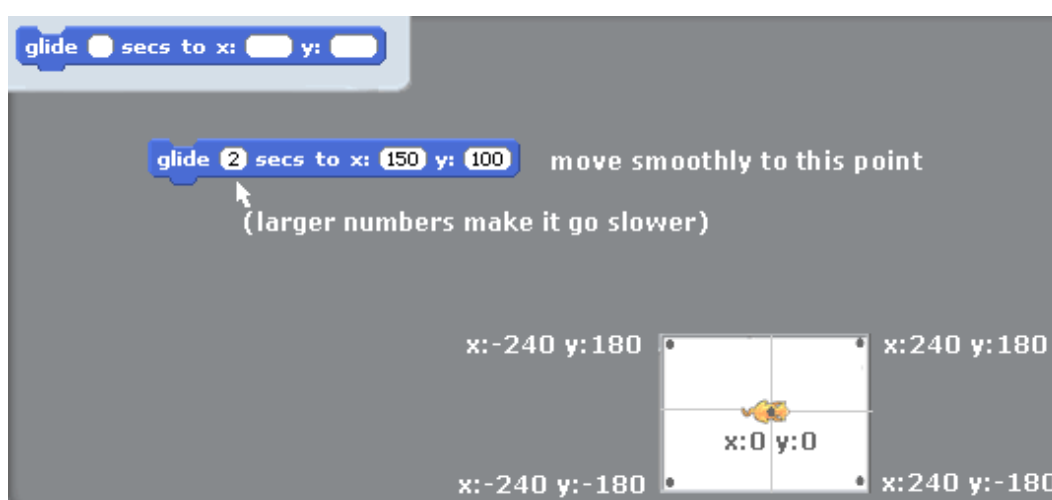 glide secs to x: y:
glide 2 secs to x: 150 y: 100 move smoothly to this point
(larger numbers make it go slower)
x:-240 y:180 x:240 y:180
x:0 y:0
x:-240 y:-180 x:240 y:-180